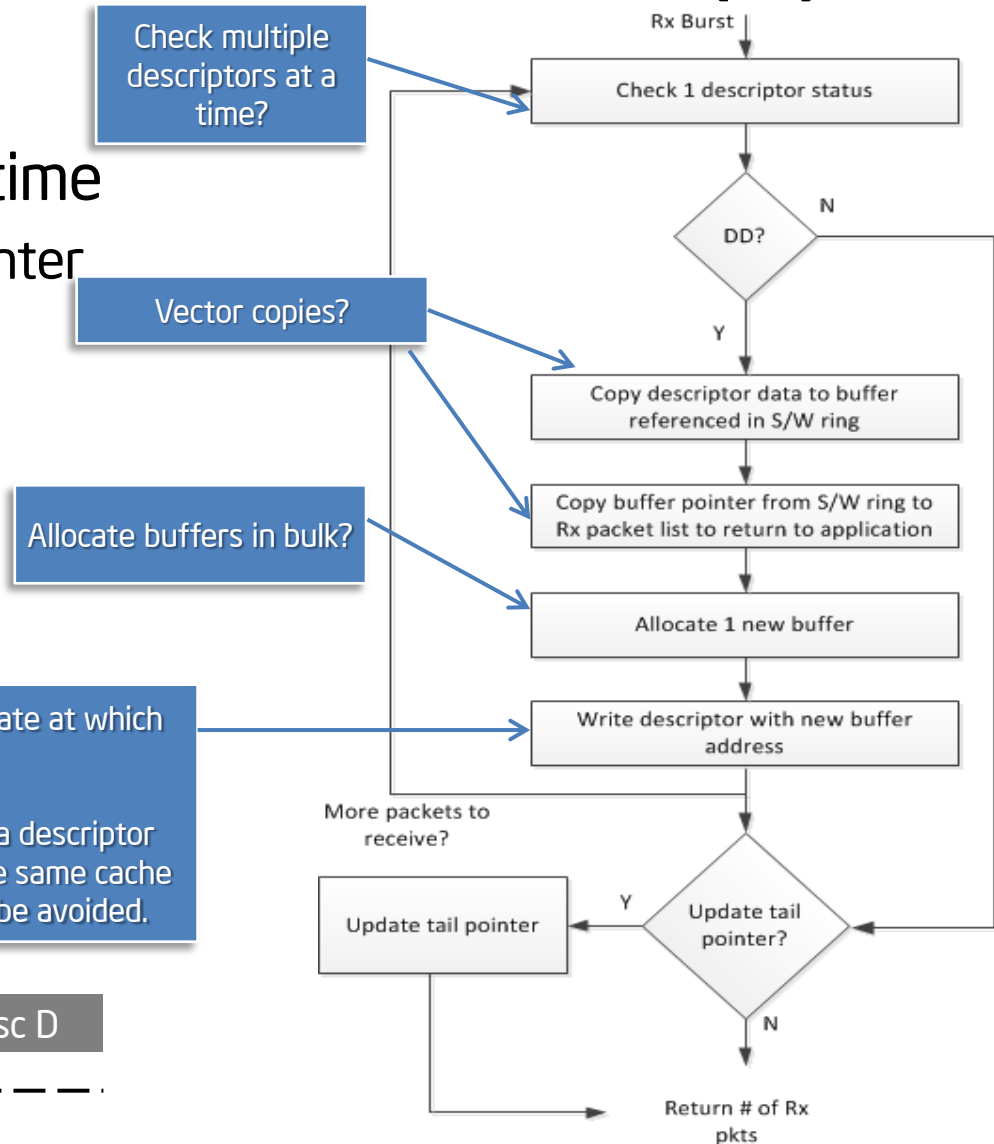 Rx Burst
Check multiple
descriptors at a
time?
Check 1 descriptor status
time
N
DD?
Vector copies?
Y
Copy descriptor data to buffer
referenced in S/W ring
Copy buffer pointer from S/W ring to
Rx packet list to return to application
Allocate buffers in bulk?
Allocate 1 new buffer
ate at which
Write descriptor with new buffer
address
a descriptor
e same cache
be avoided.
More packets to
receive?
Update tail pointer
Y
Update tail
pointer?
N
sc D
Return # of Rx
pkts